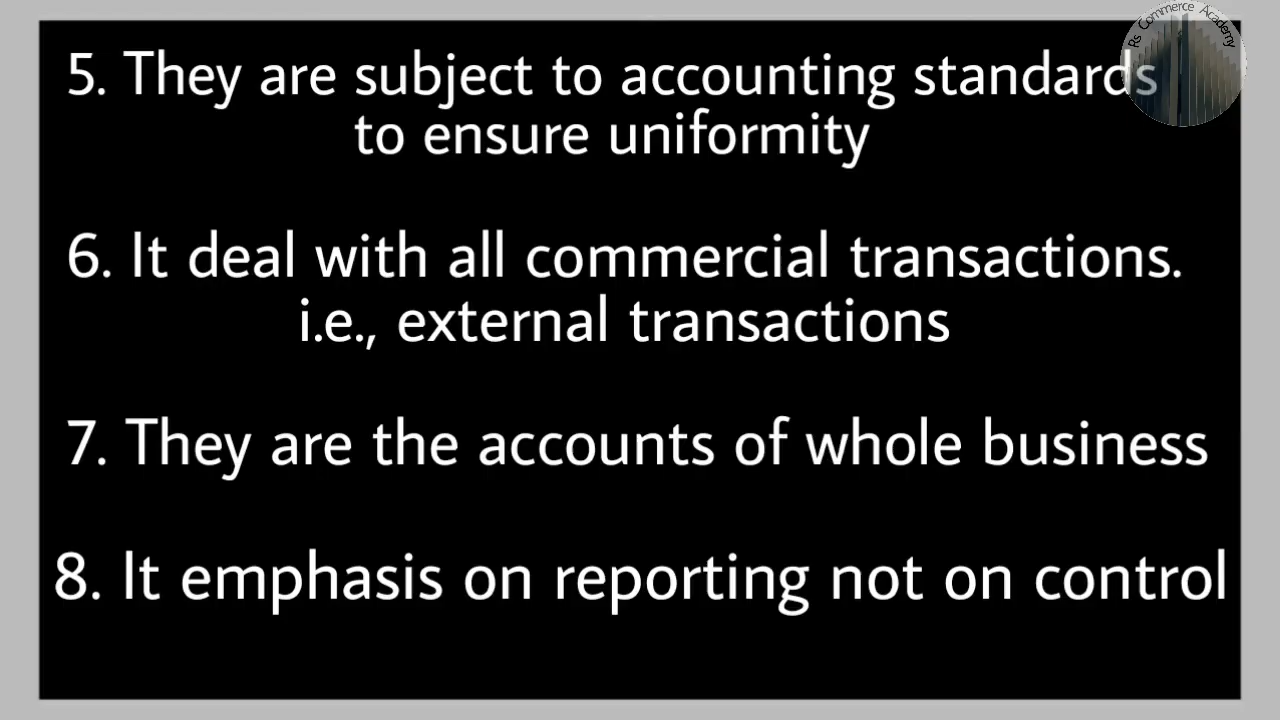 Rs Commerce Academy
5. They are subject to accounting standards
to ensure uniformity
6. It deal with all commercial transactions.
i.e., external transactions
7. They are the accounts of whole business
8. It emphasis on reporting not on control